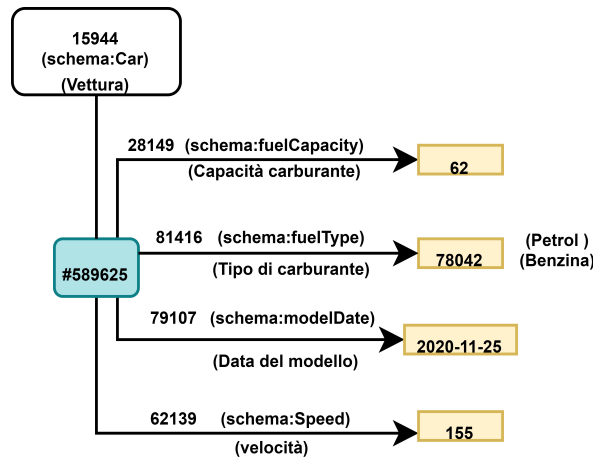 15944
(schema:Car)
(Vettura)
28149 (schema:fuelCapacity)
(Capacità carburante)
62
81416 (schema:fuelType)
(Tipo di carburante)
78042
(Petrol )
(Benzina)
#589625
79107 (schema:modelDate)
(Data del modello)
2020-11-25
62139 (schema:Speed)
(velocità)
155